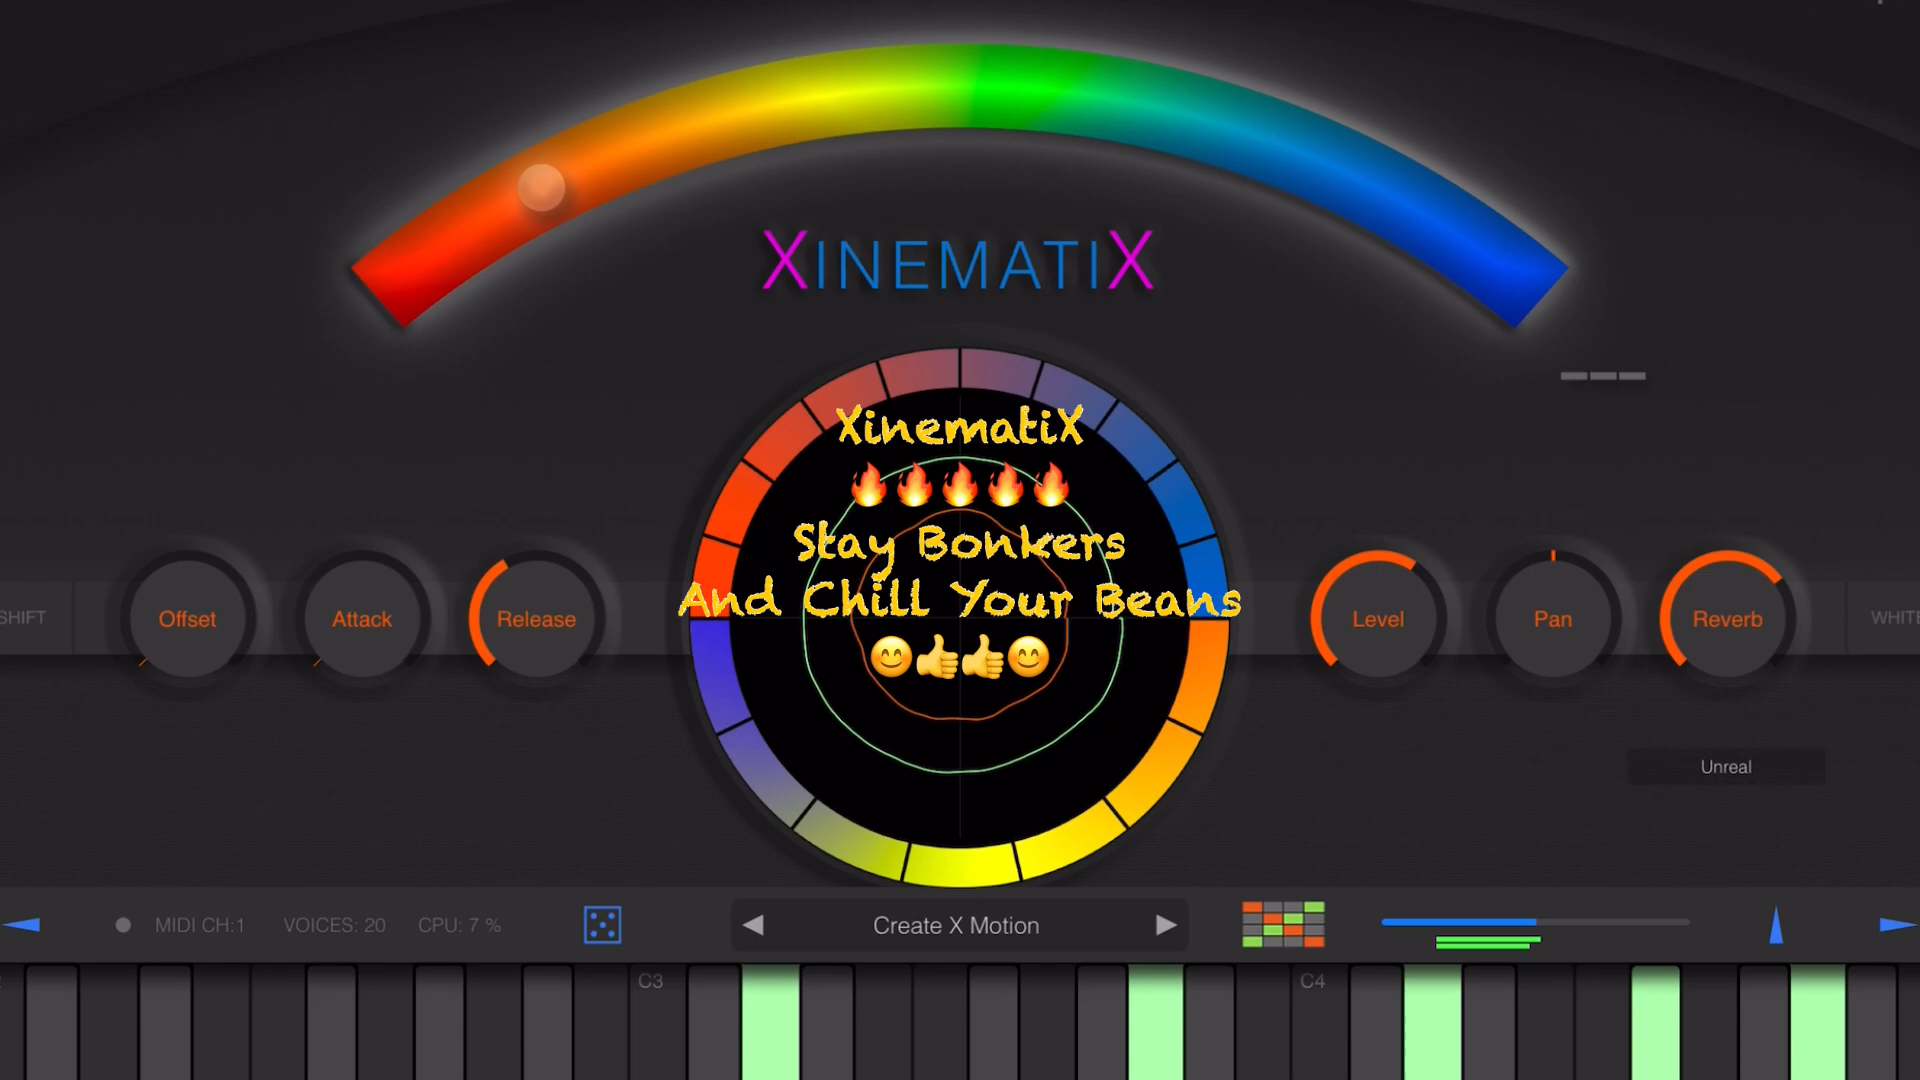 XINEMATIX
XinematiX
🔥🔥🔥🔥🔥
Stay Bonkers
And Chill Your Beans
😊👍👍😊
SHIFT
Offset
Attack
Release
Level
Pan
Reverb
WHITE
Unreal
MIDI CH:1
VOICES: 20
CPU: 7 %
Create X Motion
C3
C4